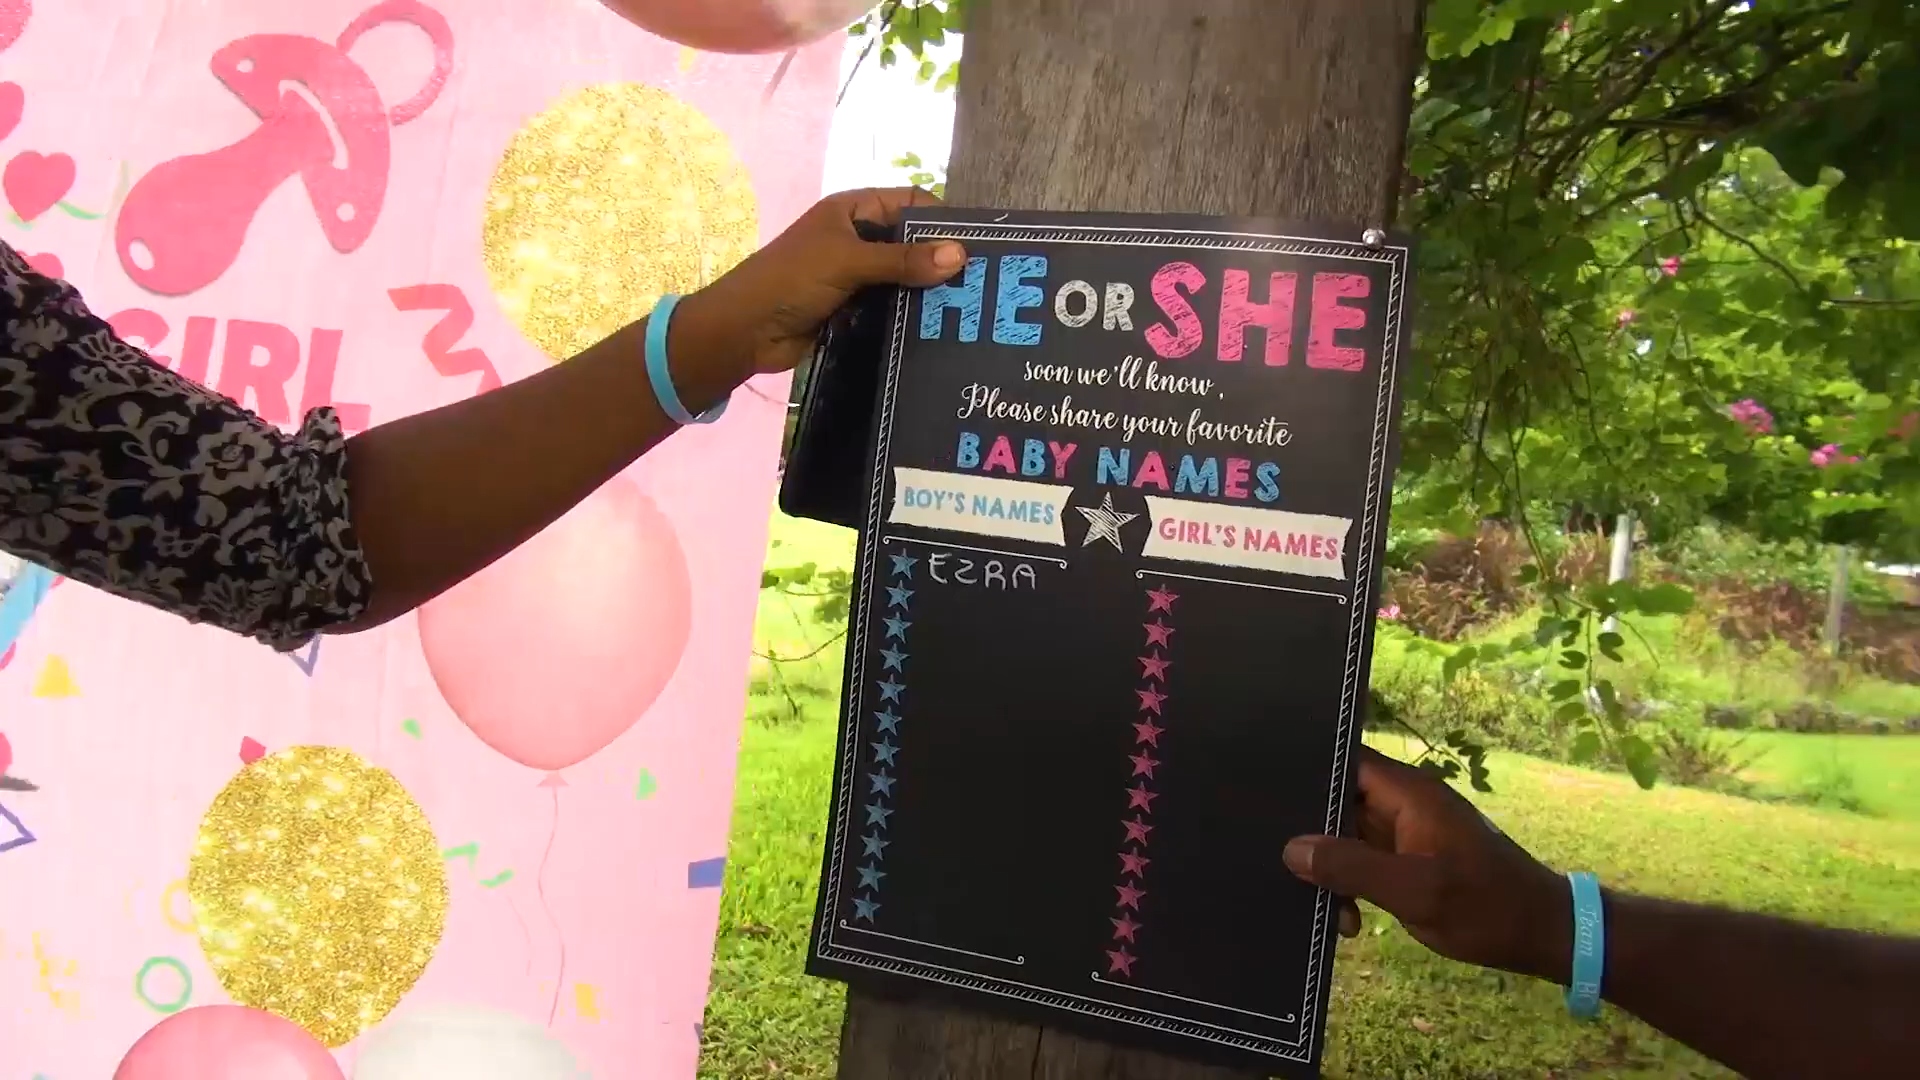 GIRL
HE OR SHE
soon we'll know,
Please share your favorite
BABY NAMES
BOY'S NAMES
GIRL'S NAMES
EZRA
Team